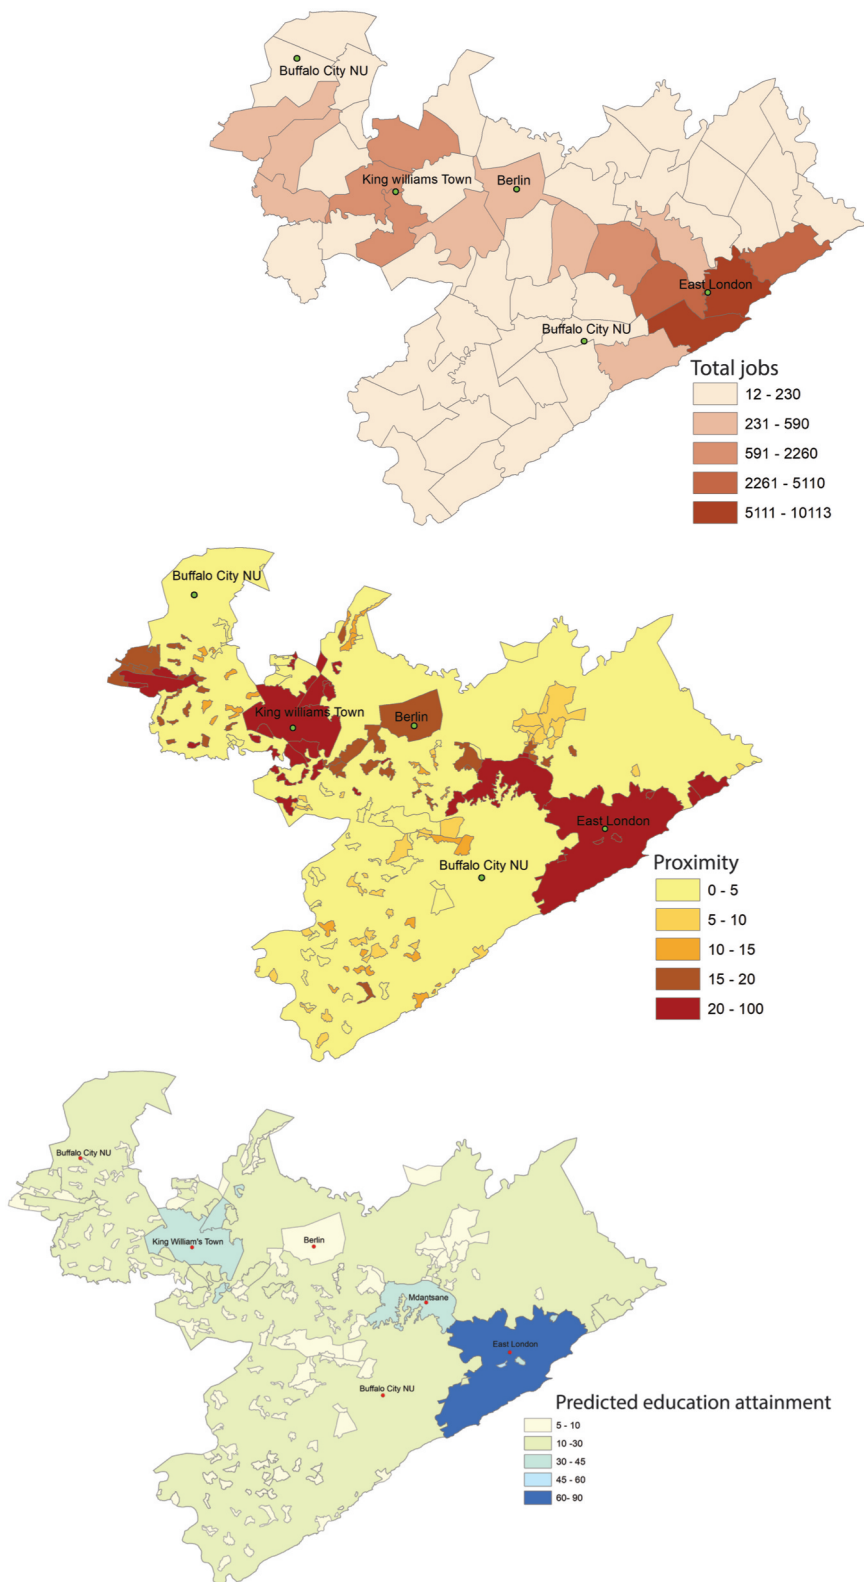 Buffalo City NU
King williams Town
Berlin
East London
Buffalo City NU
Total jobs
12 - 230
231 - 590
591 - 2260
2261 - 5110
5111 - 10113
Buffalo City NU
King williams Town
Berlin
East London
Buffalo City NU
Proximity
0 - 5
5 - 10
10 - 15
15 - 20
20 - 100
Buffalo City NU
King William's Town
Berlin
Mdantsane
East London
Buffalo City NU
Predicted education attainment
5 - 10
10 -30
30 - 45
45 - 60
60- 90